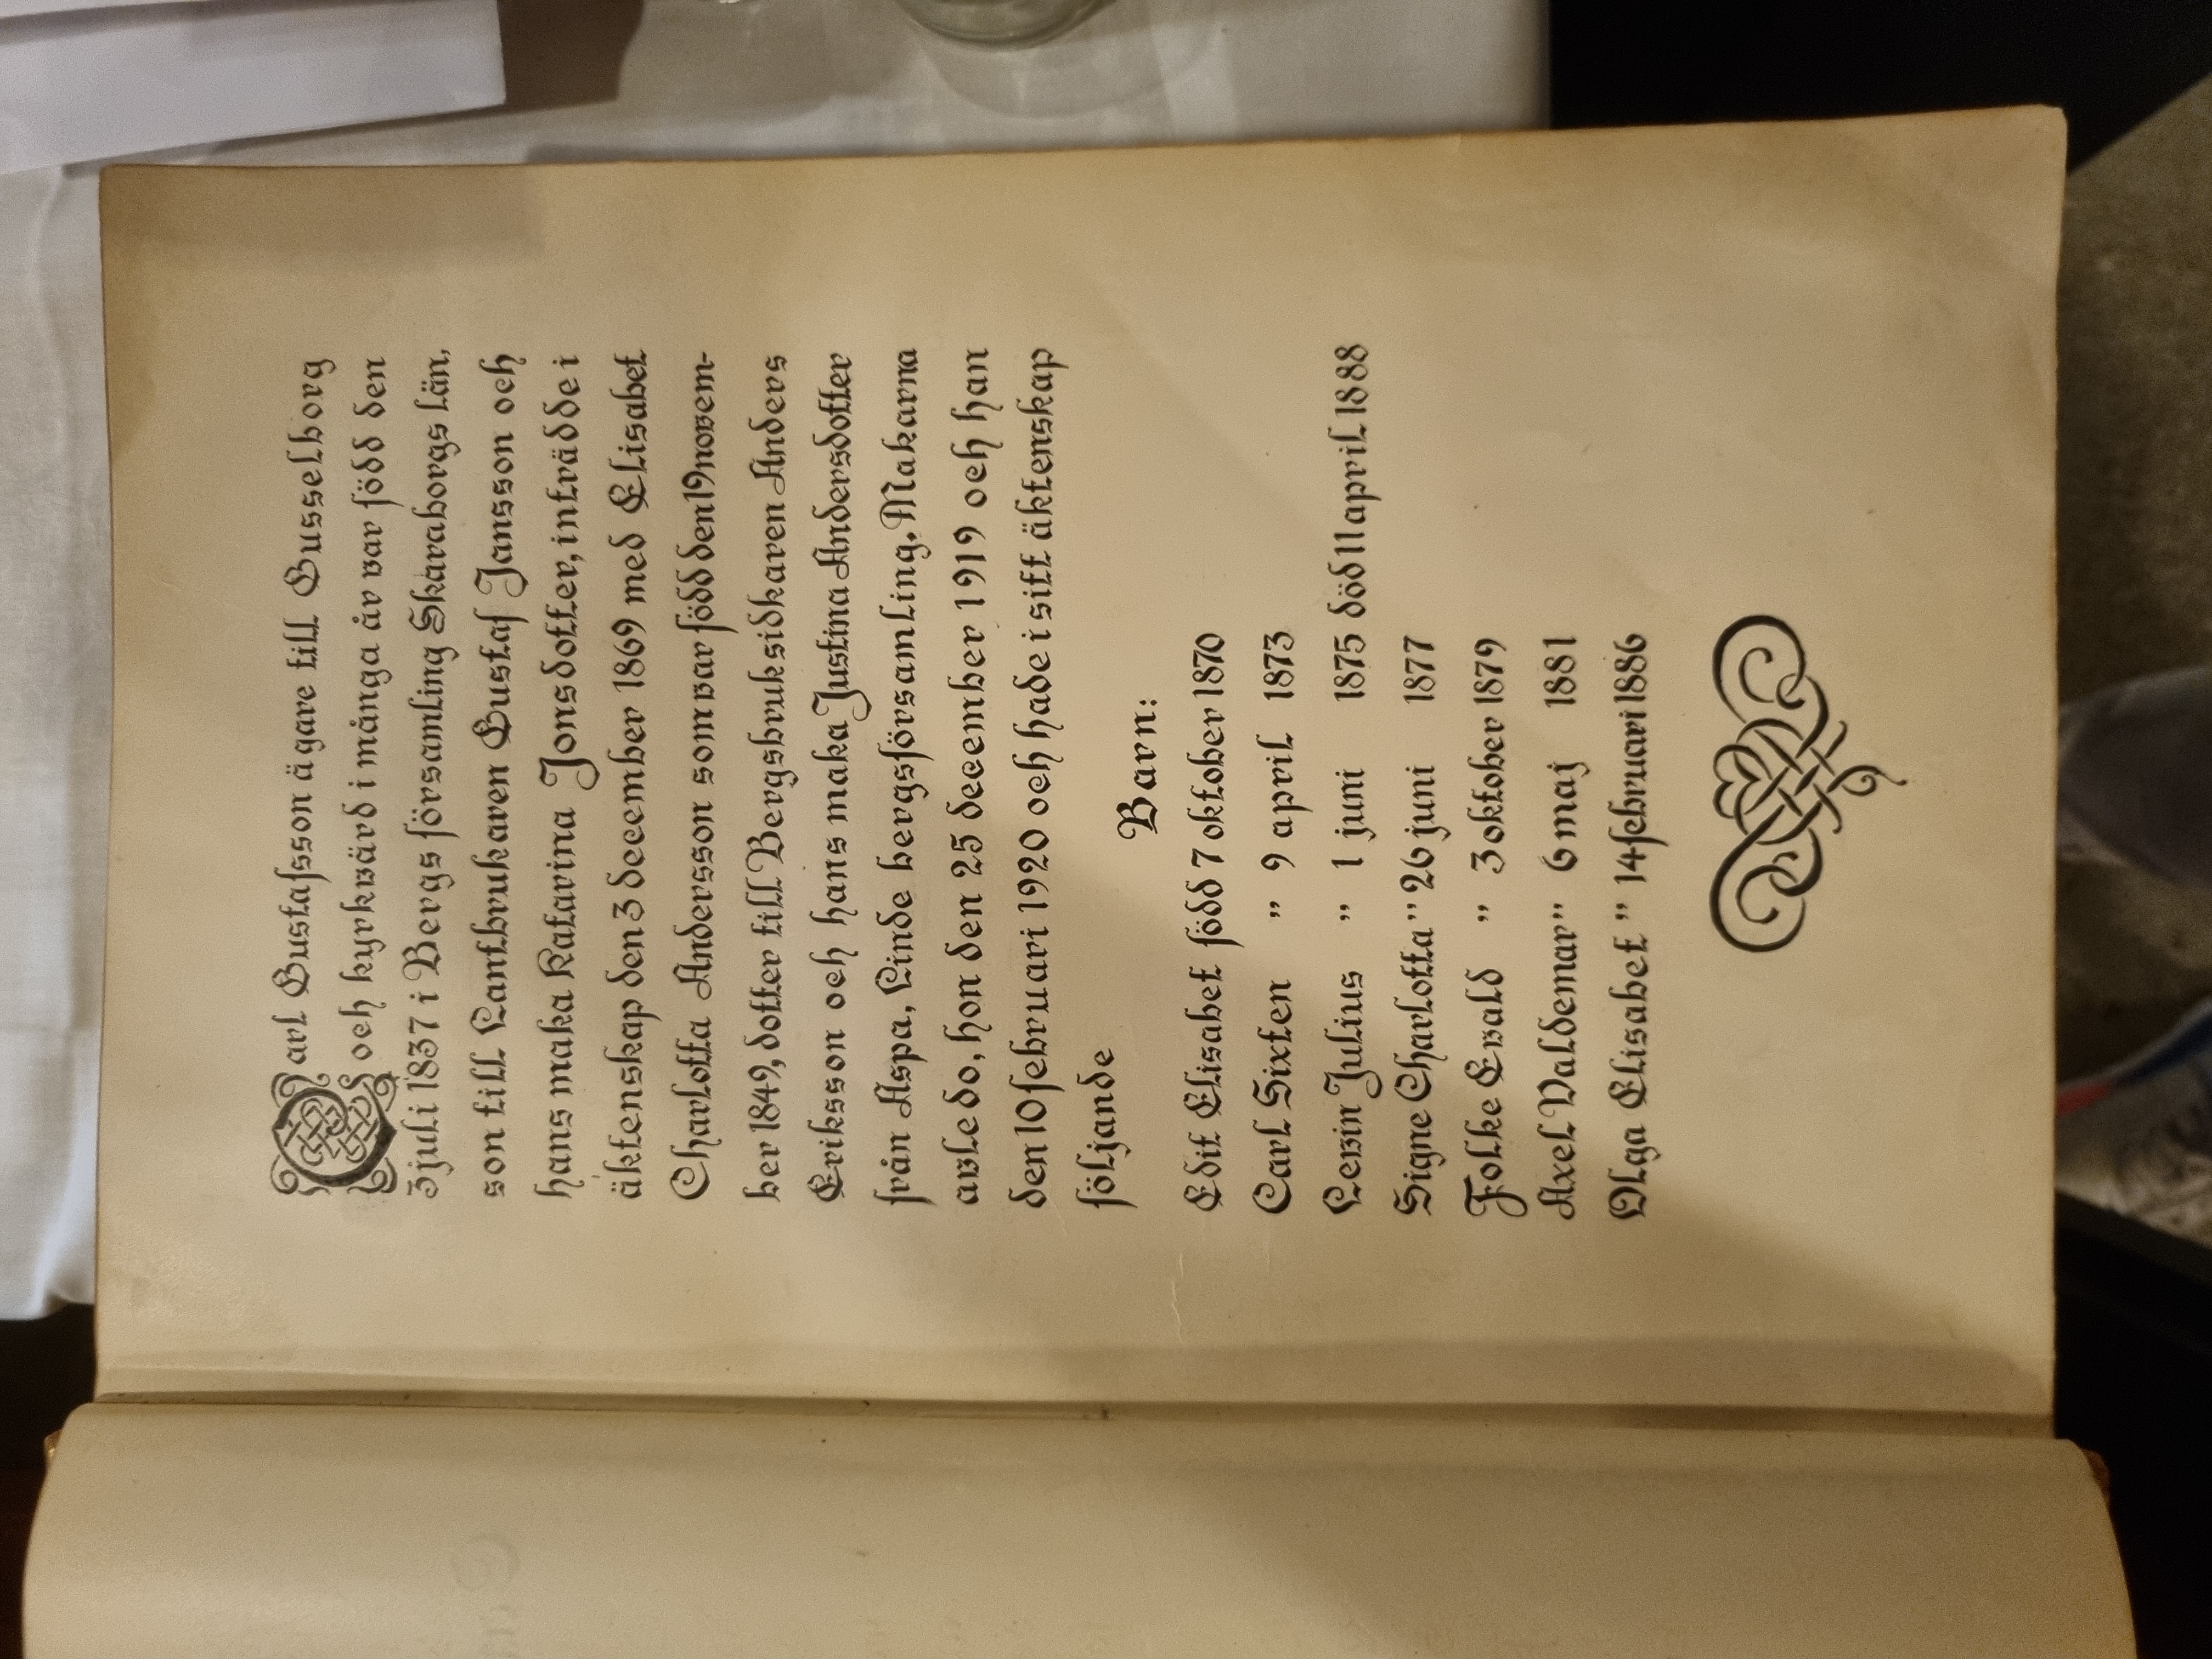 Carl Gustafsson ägare till Gusselborg
och kyrkvärd i många år var född den
3 juli 1837 i Bergs församling Skaraborgs län,
son till Lantbrukaren Gustaf Jansson och
hans maka Katarina Jonsdotter, inträdde i
äktenskap den 3 december 1869 med Elisabet
Charlotta Andersson som var född den 19 novem-
ber 1849, dotter till Bergsbruksidkaren Anders
Eriksson och hans maka Justina Andersdotter
från Aspa, Linde bergsförsamling. Makarna
avledo, hon den 25 december 1919 och han
den 10 februari 1920 och hade i sitt äktenskap
följande
Barn:
Edit Elisabet född 7 oktober 1870
Carl Sixten " 9 april 1873
Levin Julius " 1 juni 1875 död 11 april 1888
Signe Charlotta " 26 juni 1877
Folke Evald " 3 oktober 1879
Axel Valdemar " 6 maj 1881
Olga Elisabet " 14 februari 1886